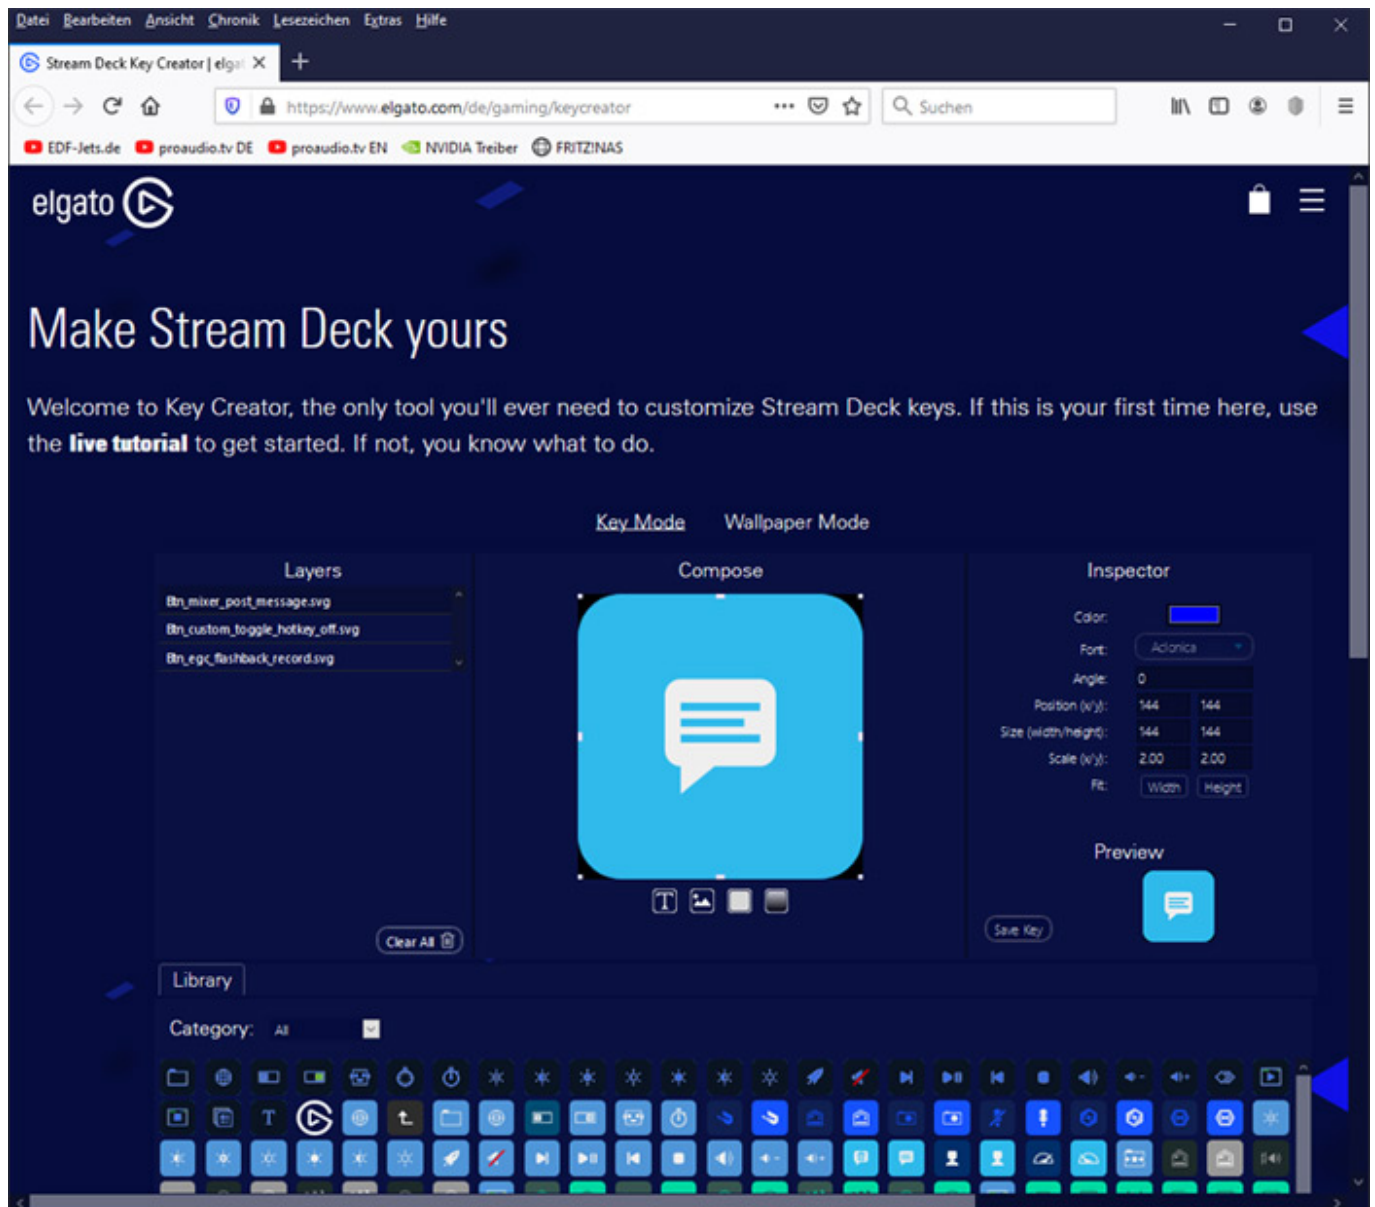 Datei Bearbeiten Ansicht Chronik Lesezeichen Extras Hilfe
Stream Deck Key Creator | elgat
https://www.elgato.com/de/gaming/keycreator
Suchen
EDF-Jets.de proaudio.tv DE proaudio.tv EN NVIDIA Treiber FRITZ!NAS
elgato
Make Stream Deck yours
Welcome to Key Creator, the only tool you'll ever need to customize Stream Deck keys. If this is your first time here, use
the live tutorial to get started. If not, you know what to do.
Key Mode Wallpaper Mode
Layers
Btn_mixer_post_message.svg
Btn_custom_toggle_hotkey_off.svg
Btn_egc_flashback_record.svg
Clear All
Compose
T
Inspector
Color:
Font: Aclonica
Angle: 0
Position (x/y): 144 144
Size (width/height): 144 144
Scale (x/y): 2.00 2.00
Fit: Width Height
Preview
Save Key
Library
Category: All
T